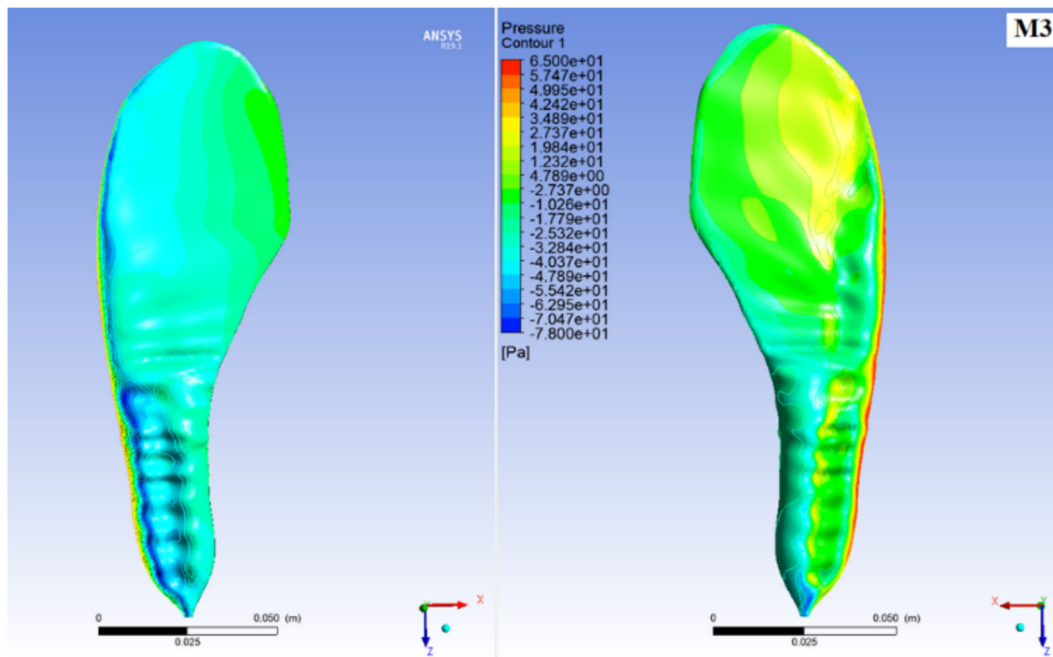 ANSYS
R19.1
0 0.050 (m)
0.025
X
Z
M3
Pressure
Contour 1
6.500e+01
5.747e+01
4.995e+01
4.242e+01
3.489e+01
2.737e+01
1.984e+01
1.232e+01
4.789e+00
-2.737e+00
-1.026e+01
-1.779e+01
-2.532e+01
-3.284e+01
-4.037e+01
-4.789e+01
-5.542e+01
-6.295e+01
-7.047e+01
-7.800e+01
[Pa]
0 0.050 (m)
0.025
X
Y
Z